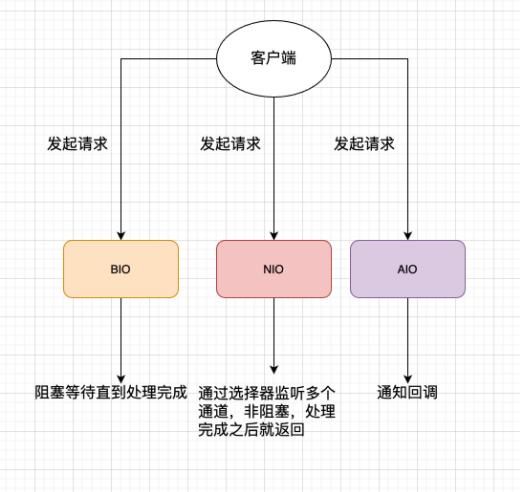 客户端
发起请求
发起请求
发起请求
BIO
NIO
AIO
阻塞等待直到处理完成
通过选择器监听多个
通道，非阻塞，处理
完成之后就返回
通知回调